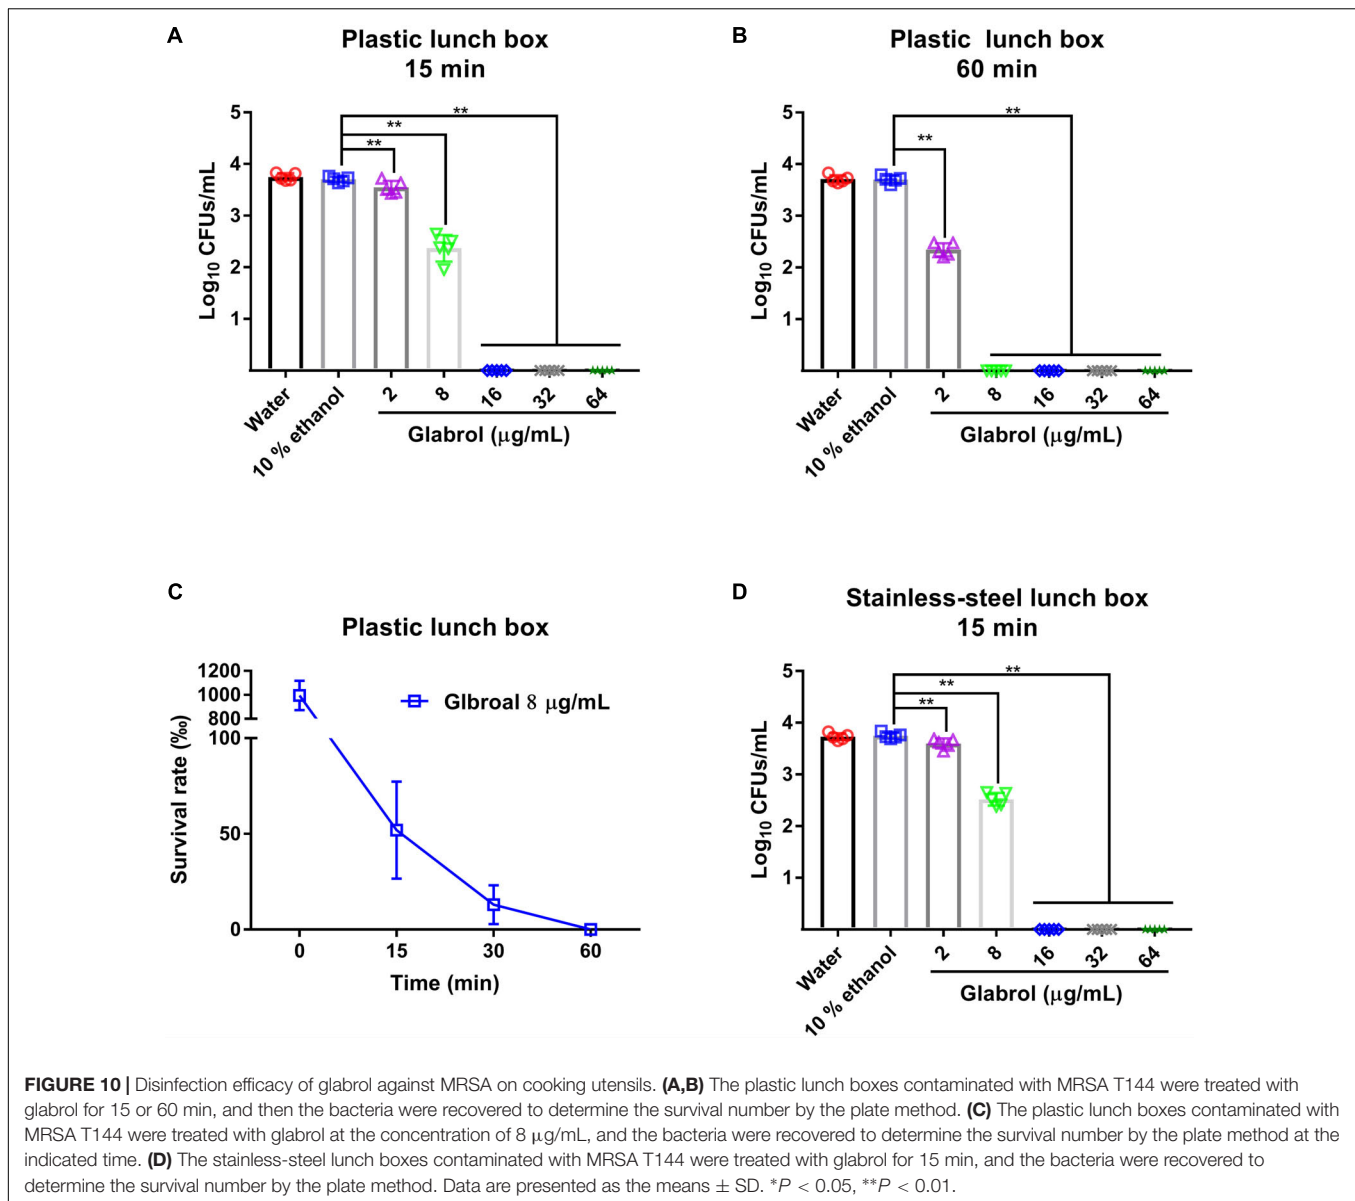 A
Plastic lunch box
15 min
Log10 CFUs/mL
5
4
3
2
1
**
**
**
Water
10 % ethanol
2
8
16
32
64
Glabrol (μg/mL)
B
Plastic lunch box
60 min
Log10 CFUs/mL
5
4
3
2
1
**
**
Water
10 % ethanol
2
8
16
32
64
Glabrol (μg/mL)
C
Plastic lunch box
Survival rate (‰)
1200
1000
800
100
50
0
Glbroal 8 μg/mL
0
15
30
60
Time (min)
D
Stainless-steel lunch box
15 min
Log10 CFUs/mL
5
4
3
2
1
**
**
**
Water
10 % ethanol
2
8
16
32
64
Glabrol (μg/mL)
FIGURE 10 | Disinfection efficacy of glabrol against MRSA on cooking utensils. (A,B) The plastic lunch boxes contaminated with MRSA T144 were treated with
glabrol for 15 or 60 min, and then the bacteria were recovered to determine the survival number by the plate method. (C) The plastic lunch boxes contaminated with
MRSA T144 were treated with glabrol at the concentration of 8 μg/mL, and the bacteria were recovered to determine the survival number by the plate method at the
indicated time. (D) The stainless-steel lunch boxes contaminated with MRSA T144 were treated with glabrol for 15 min, and the bacteria were recovered to
determine the survival number by the plate method. Data are presented as the means ± SD. *P < 0.05, **P < 0.01.